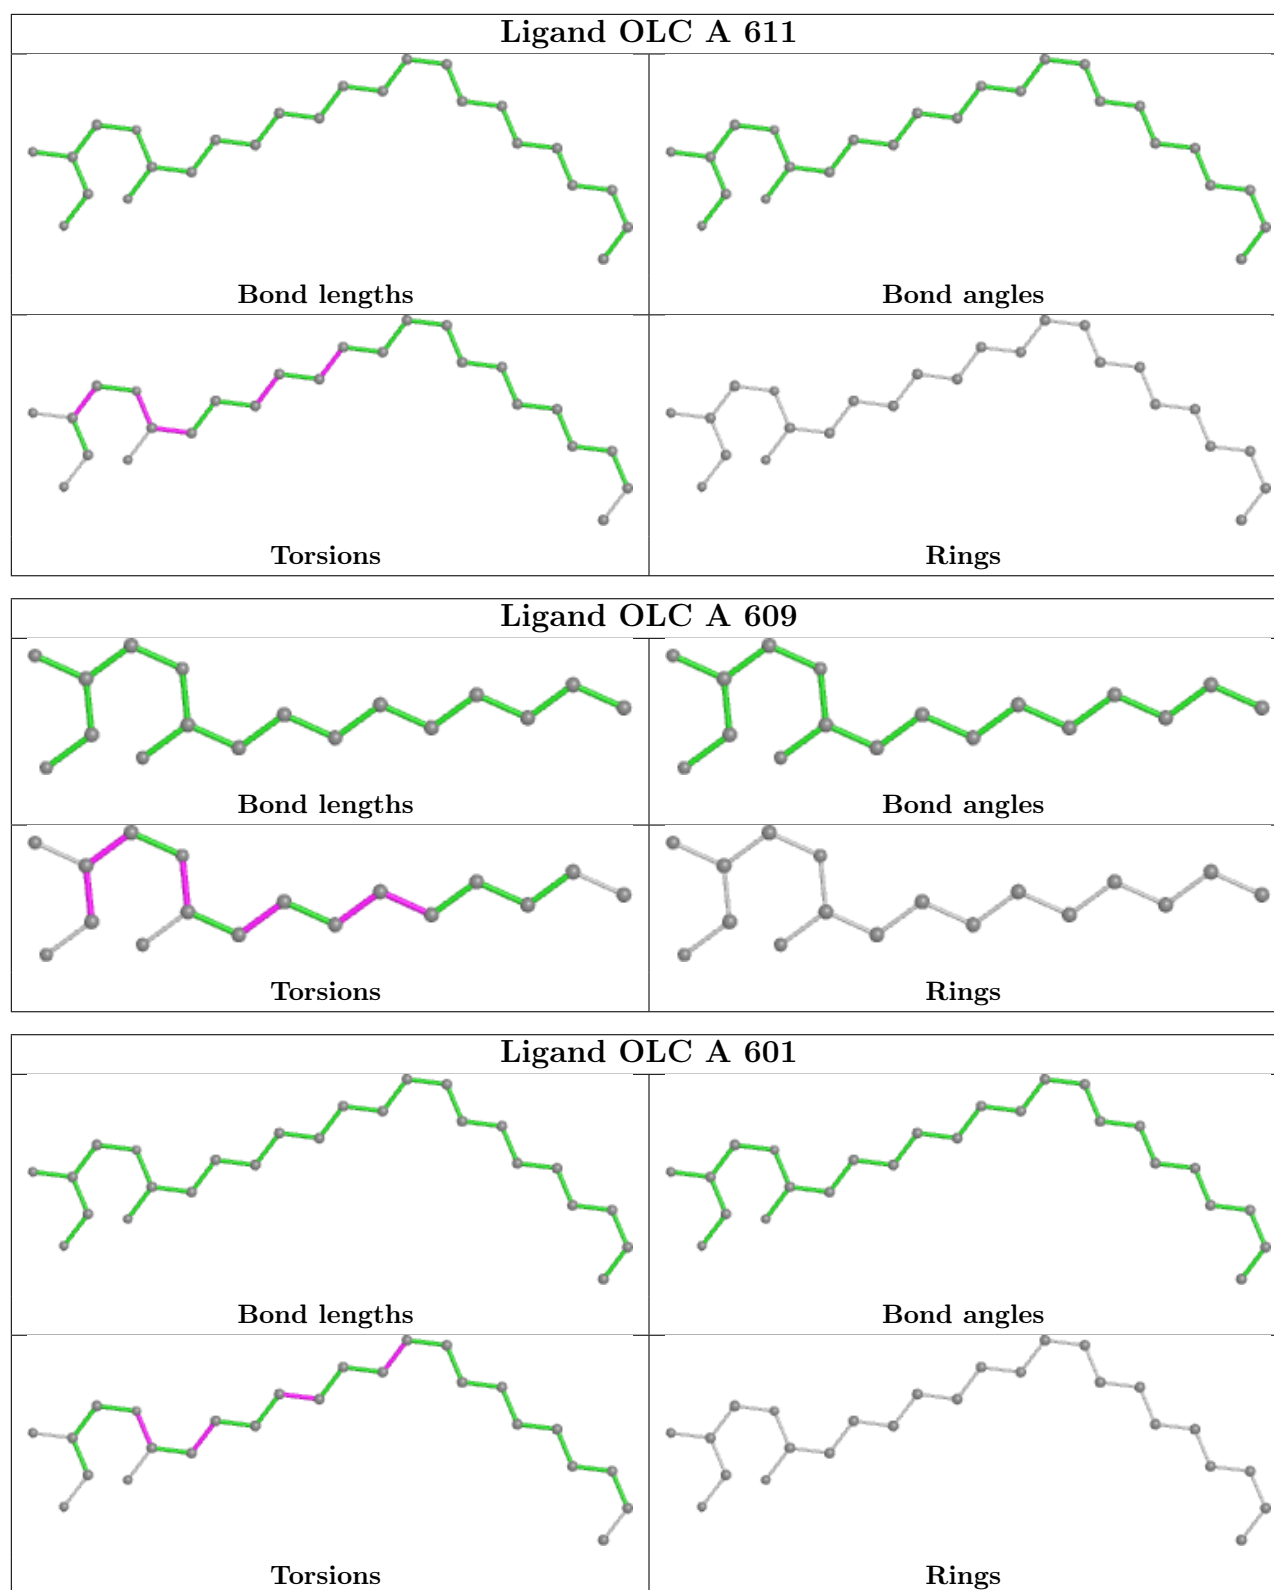 Ligand OLC A 611
Bond lengths
Bond angles
Torsions
Rings
Ligand OLC A 609
Bond lengths
Bond angles
Torsions
Rings
Ligand OLC A 601
Bond lengths
Bond angles
Torsions
Rings